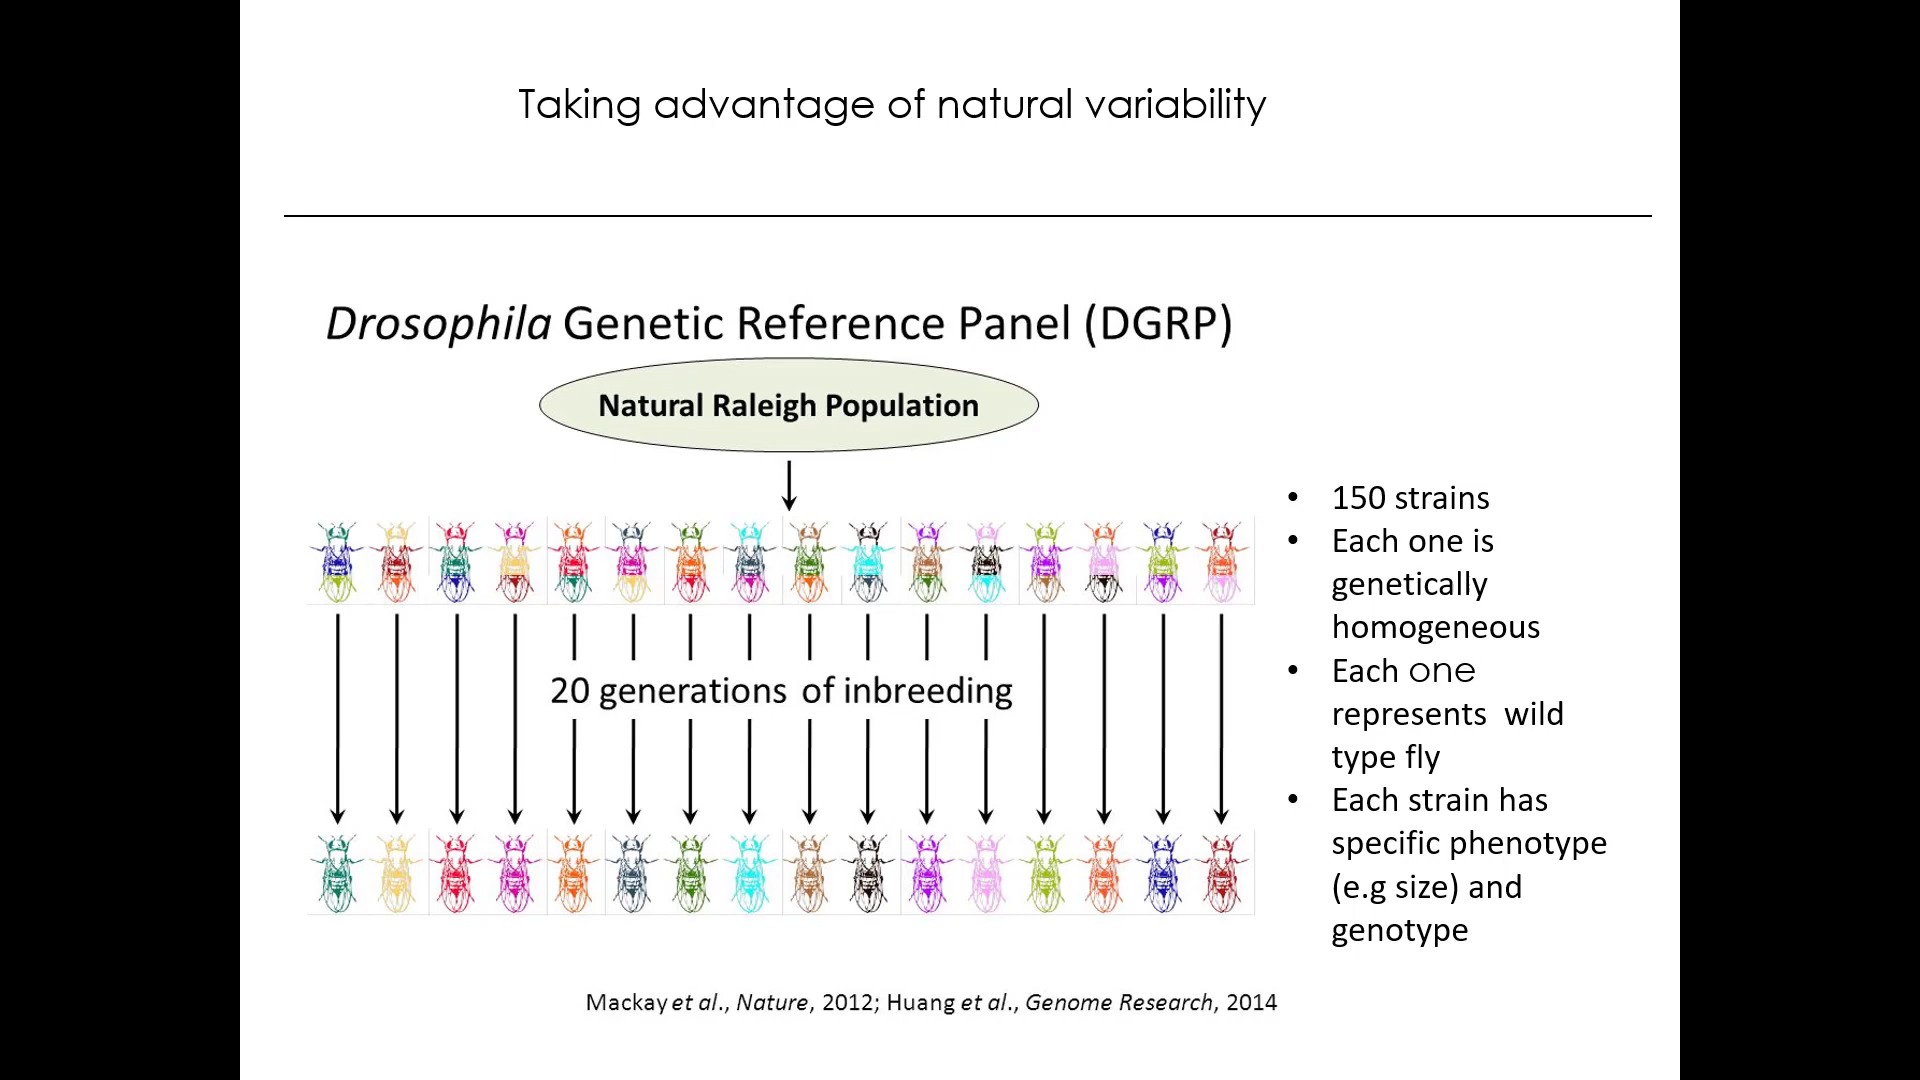 Taking advantage of natural variability
Drosophila Genetic Reference Panel (DGRP)
Natural Raleigh Population
20 generations of inbreeding
• 150 strains
• Each one is
genetically
homogeneous
• Each one
represents wild
type fly
• Each strain has
specific phenotype
(e.g size) and
genotype
Mackay et al., Nature, 2012; Huang et al., Genome Research, 2014